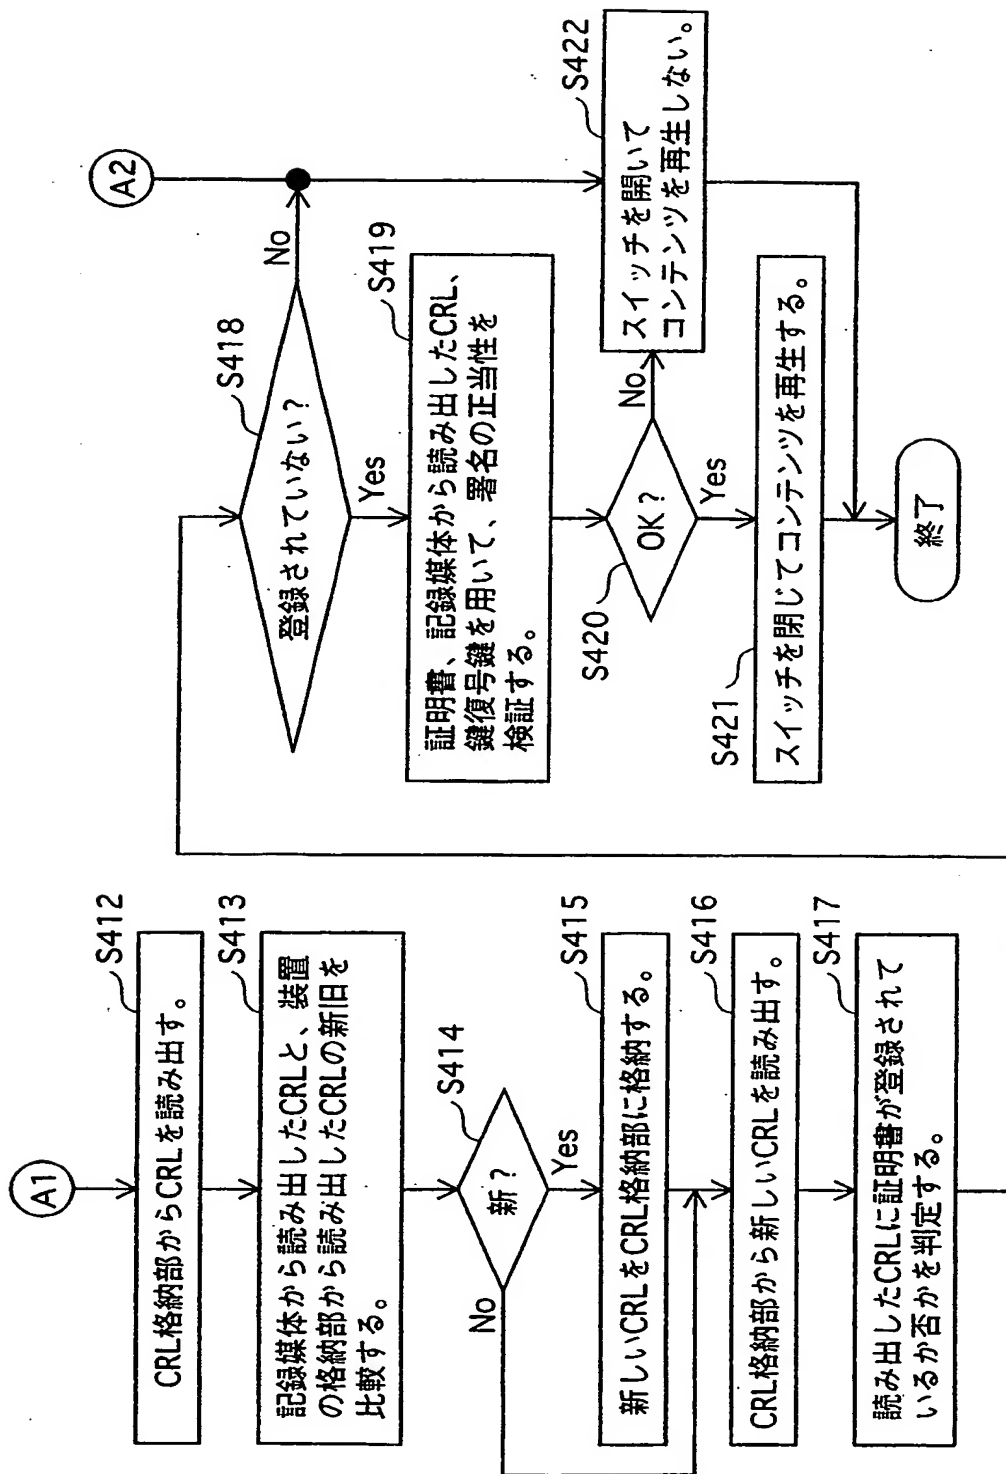 A1
S412
CRL格納部からCRLを読み出す。
S413
記録媒体から読み出したCRLと、装置
の格納部から読み出したCRLの新旧を
比較する。
S414
新?
Yes
No
S415
新しいCRLをCRL格納部に格納する。
S416
CRL格納部から新しいCRLを読み出す。
S417
読み出したCRLに証明書が登録されて
いるか否かを判定する。
A2
S418
登録されていない?
No
Yes
S419
証明書、記録媒体から読み出したCRL、
鍵復号鍵を用いて、署名の正当性を
検証する。
S420
OK?
No
Yes
S422
スイッチを開いて
コンテンツを再生しない。
S421
スイッチを閉じてコンテンツを再生する。
終了